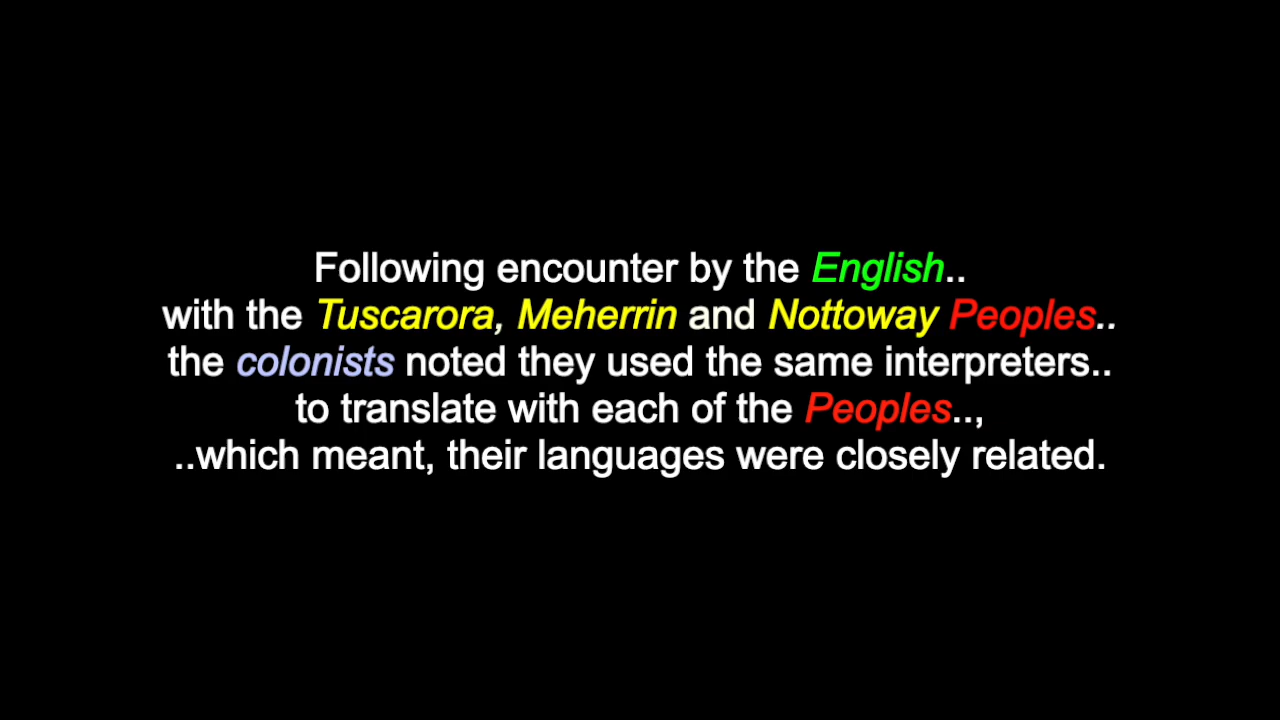 Following encounter by the English..
with the Tuscarora, Meherrin and Nottoway Peoples..
the colonists noted they used the same interpreters..
to translate with each of the Peoples..,
..which meant, their languages were closely related.